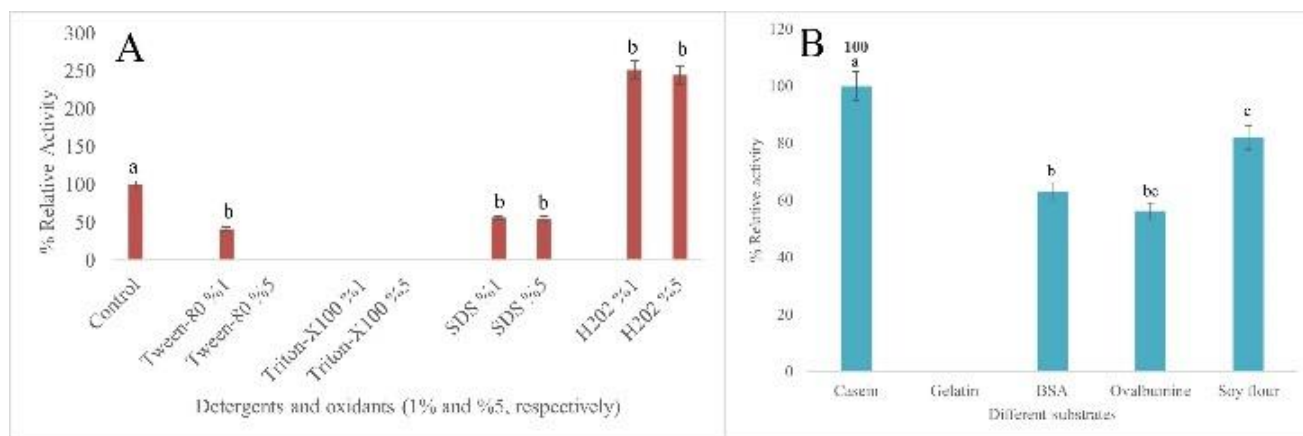 A
300
250
200
150
100
50
0
% Relative Activity
a
b
b
b
b
b
Control
Tween-80 %1
Tween-80 %5
Triton-X100 %1
Triton-X100 %5
SDS %1
SDS %5
H202 %1
H202 %5
Detergents and oxidants (1% and %5, respectively)
B
120
100
80
60
40
20
0
% Relative activity
100
a
b
bc
c
Casein
Gelatin
BSA
Ovalbumine
Soy flour
Different substrates